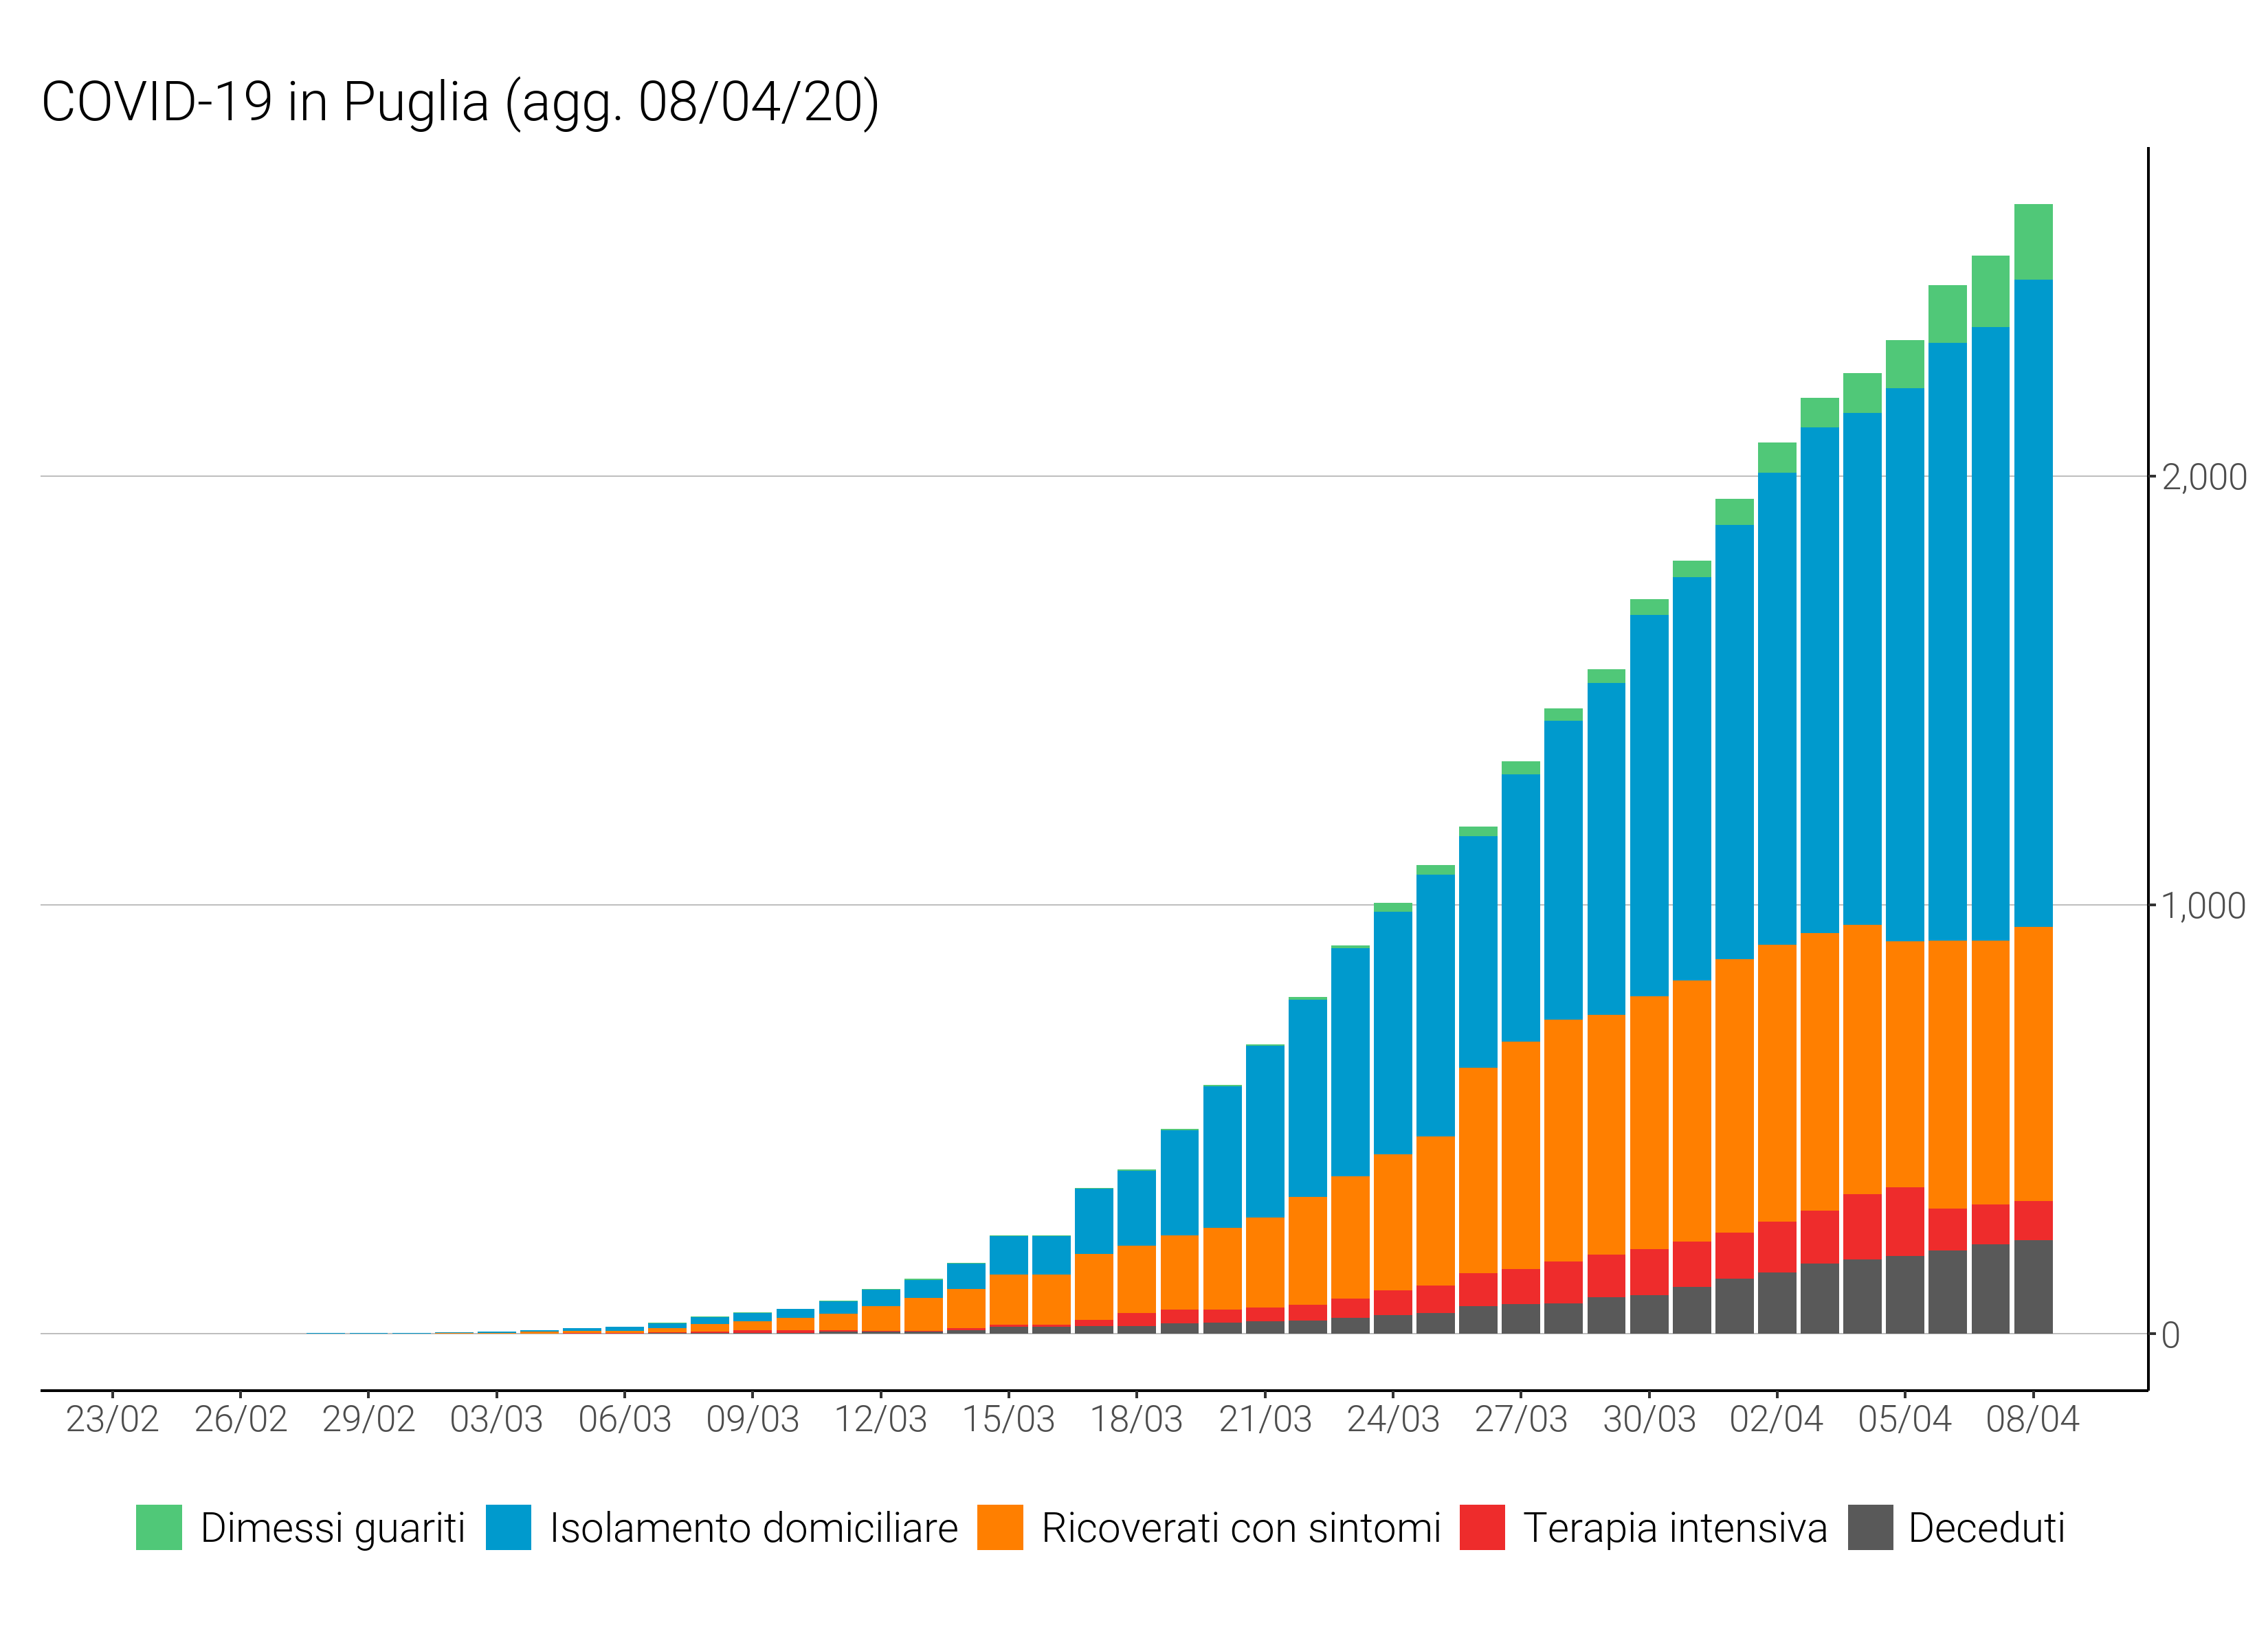 COVID-19 in Puglia (agg. 08/04/20)
2,000
1,000
0
23/02 26/02 29/02 03/03 06/03 09/03 12/03 15/03 18/03 21/03 24/03 27/03 30/03 02/04 05/04 08/04
Dimessi guariti Isolamento domiciliare Ricoverati con sintomi Terapia intensiva Deceduti